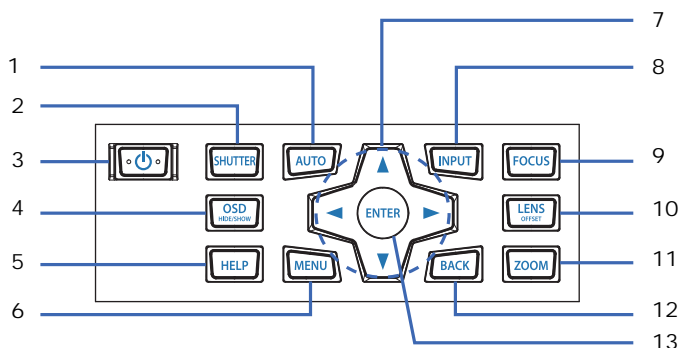 7
1
8
2
SHUTTER
AUTO
INPUT
FOCUS
3
9
4
OSD
HIDE/SHOW
ENTER
LENS
OFFSET
10
5
HELP
MENU
BACK
ZOOM
11
6
12
13